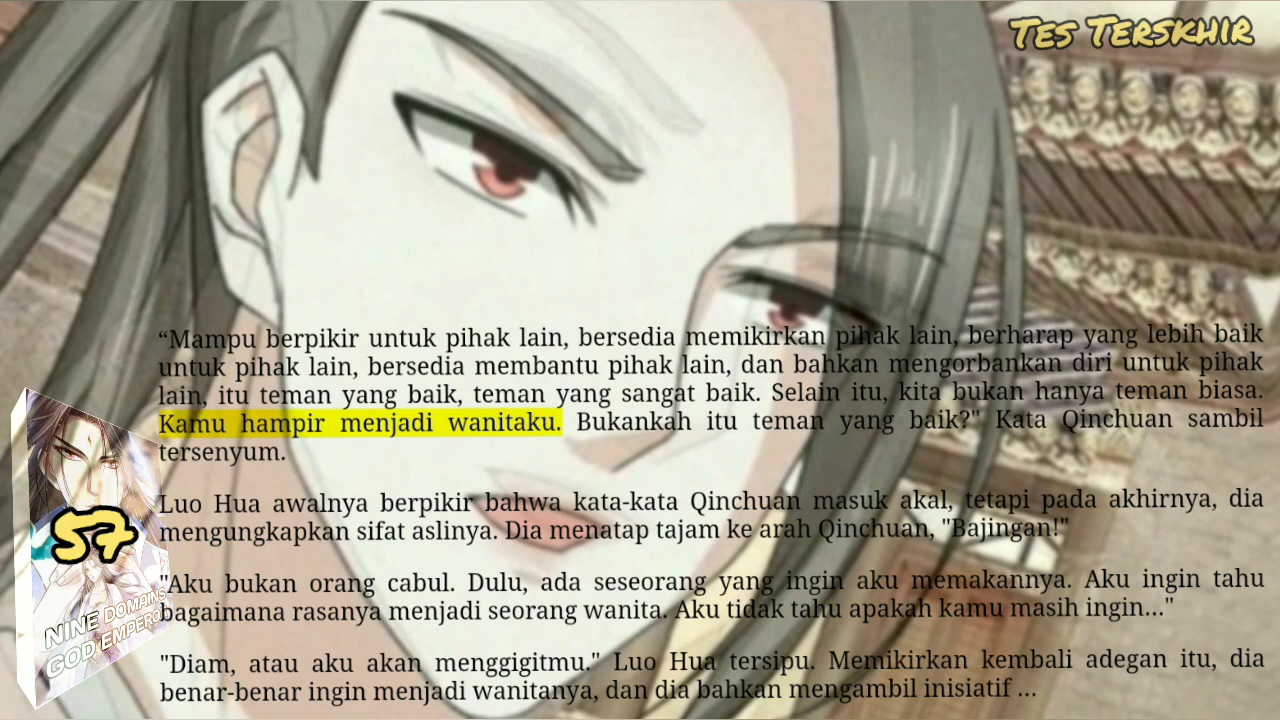 Tes Terskhir
“Mampu berpikir untuk pihak lain, bersedia memikirkan pihak lain, berharap yang lebih baik
untuk pihak lain, bersedia membantu pihak lain, dan bahkan mengorbankan diri untuk pihak
lain, itu teman yang baik, teman yang sangat baik. Selain itu, kita bukan hanya teman biasa.
Kamu hampir menjadi wanitaku. Bukankah itu teman yang baik?" Kata Qinchuan sambil
tersenyum.
Luo Hua awalnya berpikir bahwa kata-kata Qinchuan masuk akal, tetapi pada akhirnya, dia
mengungkapkan sifat aslinya. Dia menatap tajam ke arah Qinchuan, "Bajingan!"
"Aku bukan orang cabul. Dulu, ada seseorang yang ingin aku memakannya. Aku ingin tahu
bagaimana rasanya menjadi seorang wanita. Aku tidak tahu apakah kamu masih ingin..."
"Diam, atau aku akan menggigitmu." Luo Hua tersipu. Memikirkan kembali adegan itu, dia
benar-benar ingin menjadi wanitanya, dan dia bahkan mengambil inisiatif ...
57
NINE DOMAINS
GOD EMPEROR